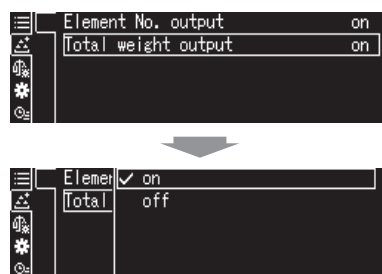 Element No. output on
Total weight output on
Elemen ✓ on
Total off